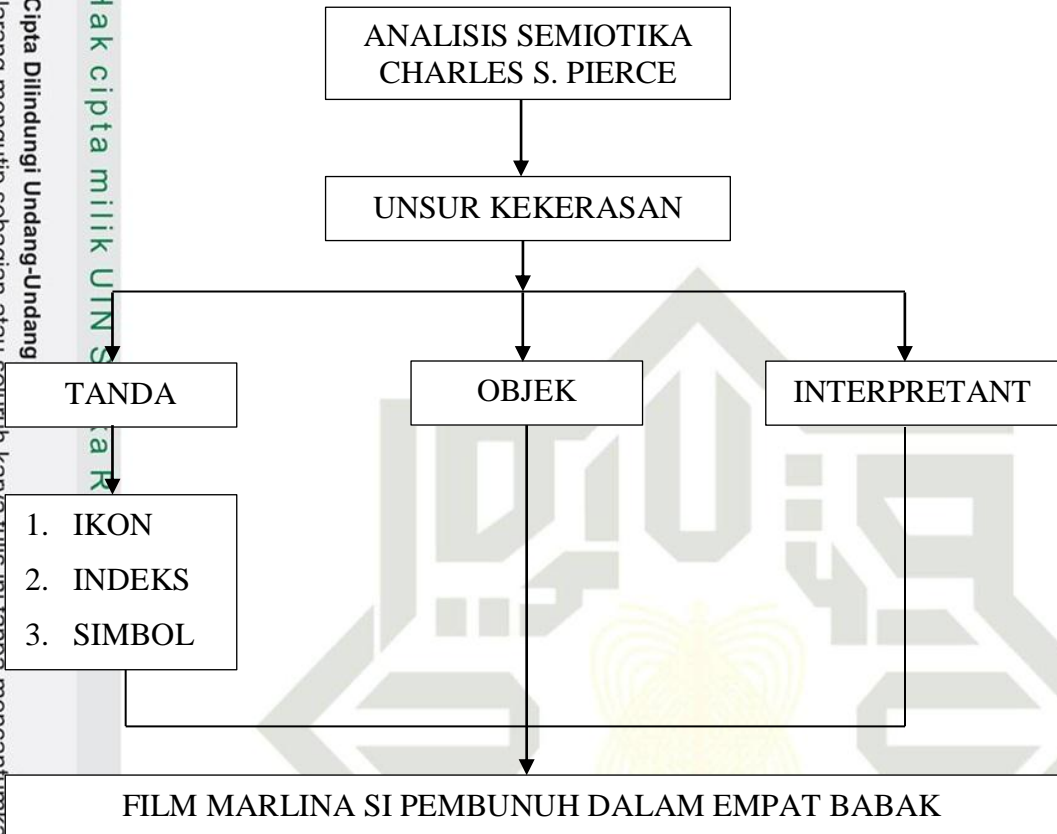 Hak cipta milik UIN S ka R
Cipta Dilindungi Undang-Undang
ANALISIS SEMIOTIKA
CHARLES S. PIERCE
UNSUR KEKERASAN
TANDA
OBJEK
INTERPRETANT
1. IKON
2. INDEKS
3. SIMBOL
FILM MARLINA SI PEMBUNUH DALAM EMPAT BABAK